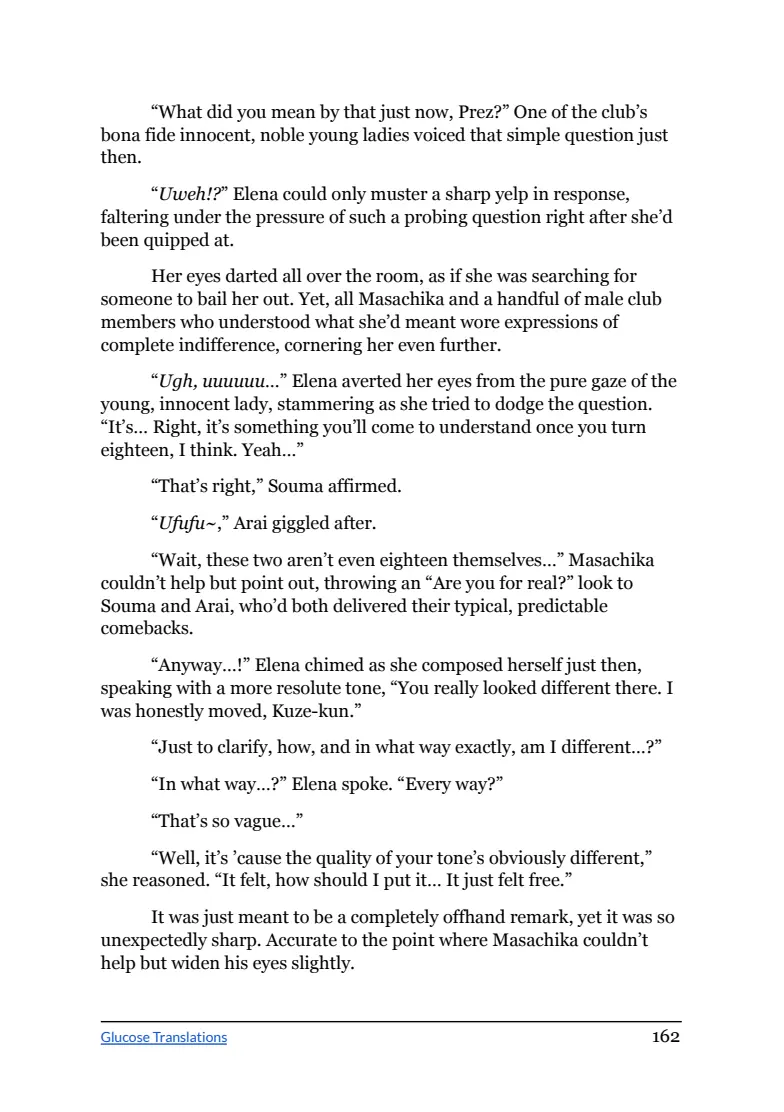 “What did you mean by that just now, Prez?” One of the club’s
bona fide innocent, noble young ladies voiced that simple question just
then.
“Uweh!?” Elena could only muster a sharp yelp in response,
faltering under the pressure of such a probing question right after she’d
been quipped at.
Her eyes darted all over the room, as if she was searching for
someone to bail her out. Yet, all Masachika and a handful of male club
members who understood what she’d meant wore expressions of
complete indifference, cornering her even further.
“Ugh, uuuuuu…” Elena averted her eyes from the pure gaze of the
young, innocent lady, stammering as she tried to dodge the question.
“It’s… Right, it’s something you’ll come to understand once you turn
eighteen, I think. Yeah…”
“That’s right,” Souma affirmed.
“Ufufu~,” Arai giggled after.
“Wait, these two aren’t even eighteen themselves…” Masachika
couldn’t help but point out, throwing an “Are you for real?” look to
Souma and Arai, who’d both delivered their typical, predictable
comebacks.
“Anyway…!” Elena chimed as she composed herself just then,
speaking with a more resolute tone, “You really looked different there. I
was honestly moved, Kuze-kun.”
“Just to clarify, how, and in what way exactly, am I different…?”
“In what way…?” Elena spoke. “Every way?”
“That’s so vague…”
“Well, it’s ’cause the quality of your tone’s obviously different,”
she reasoned. “It felt, how should I put it… It just felt free.”
It was just meant to be a completely offhand remark, yet it was so
unexpectedly sharp. Accurate to the point where Masachika couldn’t
help but widen his eyes slightly.
Glucose Translations 162